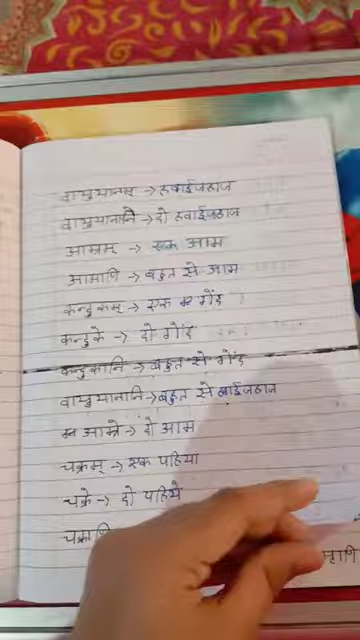 वायुयानम् → हवाईजहाज
वायुयानानि → दो हवाईजहाज
आम्रम् → एक आम
आमाणि → बहुत से आम
कन्दुकम् → एक गेंद
कन्दुके → दो गेंद
कन्दुकानि → बहुत से गेंद
वायुयानानि → बहुत से हवाईजहाज
आम्रे → दो आम
चक्रम् → एक पहिया
चक्रे → दो पहिये
चक्राणि